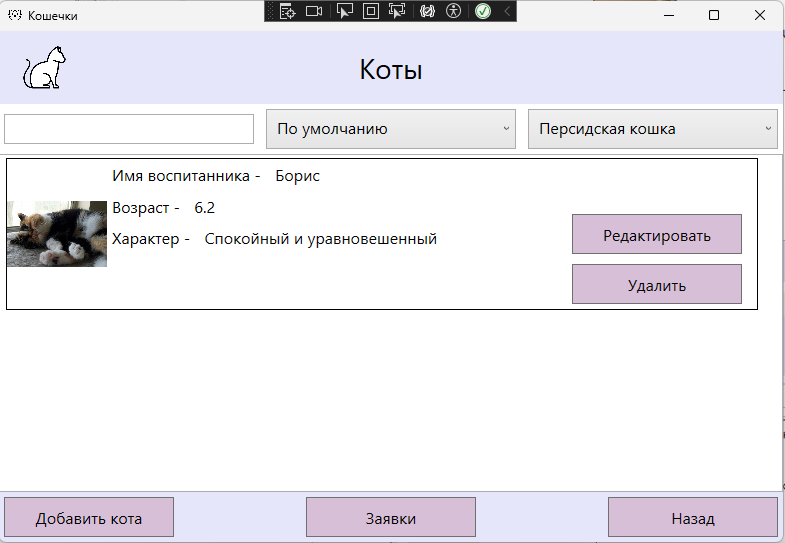 Кошечки
Коты
По умолчанию
Персидская кошка
Имя воспитанника - Борис
Возраст - 6.2
Характер - Спокойный и уравновешенный
Редактировать
Удалить
Добавить кота
Заявки
Назад